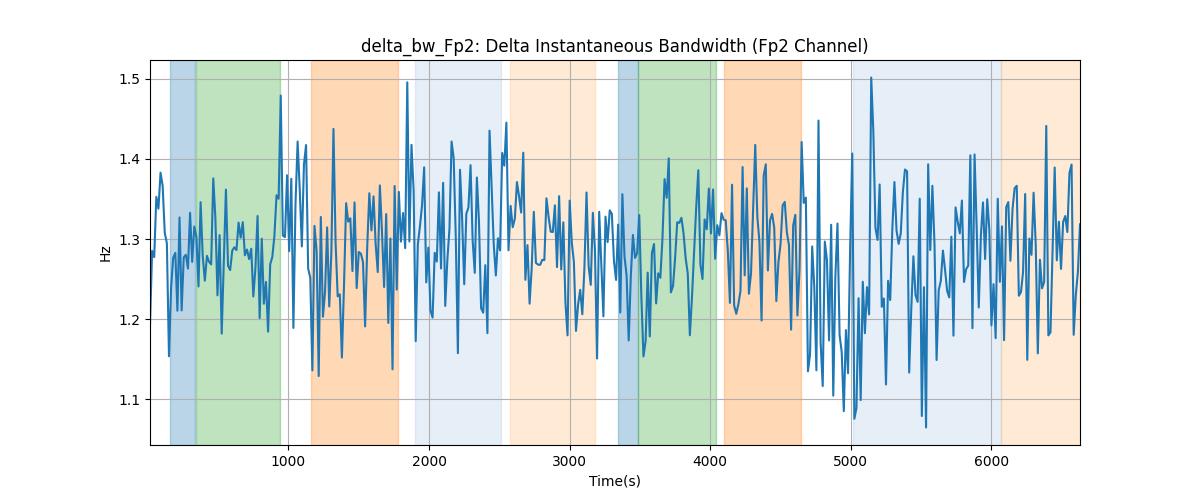 delta_bw_Fp2: Delta Instantaneous Bandwidth (Fp2 Channel)
1.5
1.4
1.3
1.2
1.1
Hz
1000 2000 3000 4000 5000 6000
Time(s)